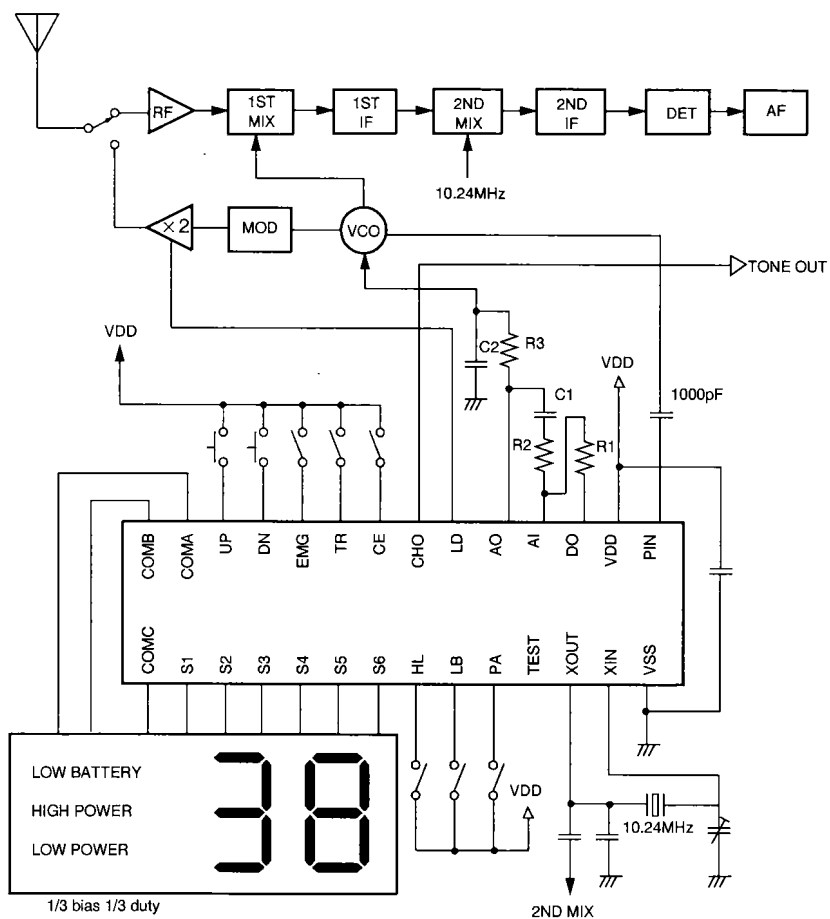 RF
1ST MIX
1ST IF
2ND MIX
2ND IF
DET
AF
10.24MHz
×2
MOD
VCO
TONE OUT
VDD
C2
R3
C1
R2
R1
VDD
1000pF
COMB
COMA
UP
DN
EMG
TR
CE
CHO
LD
AO
AI
DO
VDD
PIN
COMC
S1
S2
S3
S4
S5
S6
HL
LB
PA
TEST
XOUT
XIN
VSS
LOW BATTERY
HIGH POWER
LOW POWER
38
VDD
10.24MHz
1/3 bias 1/3 duty
2ND MIX